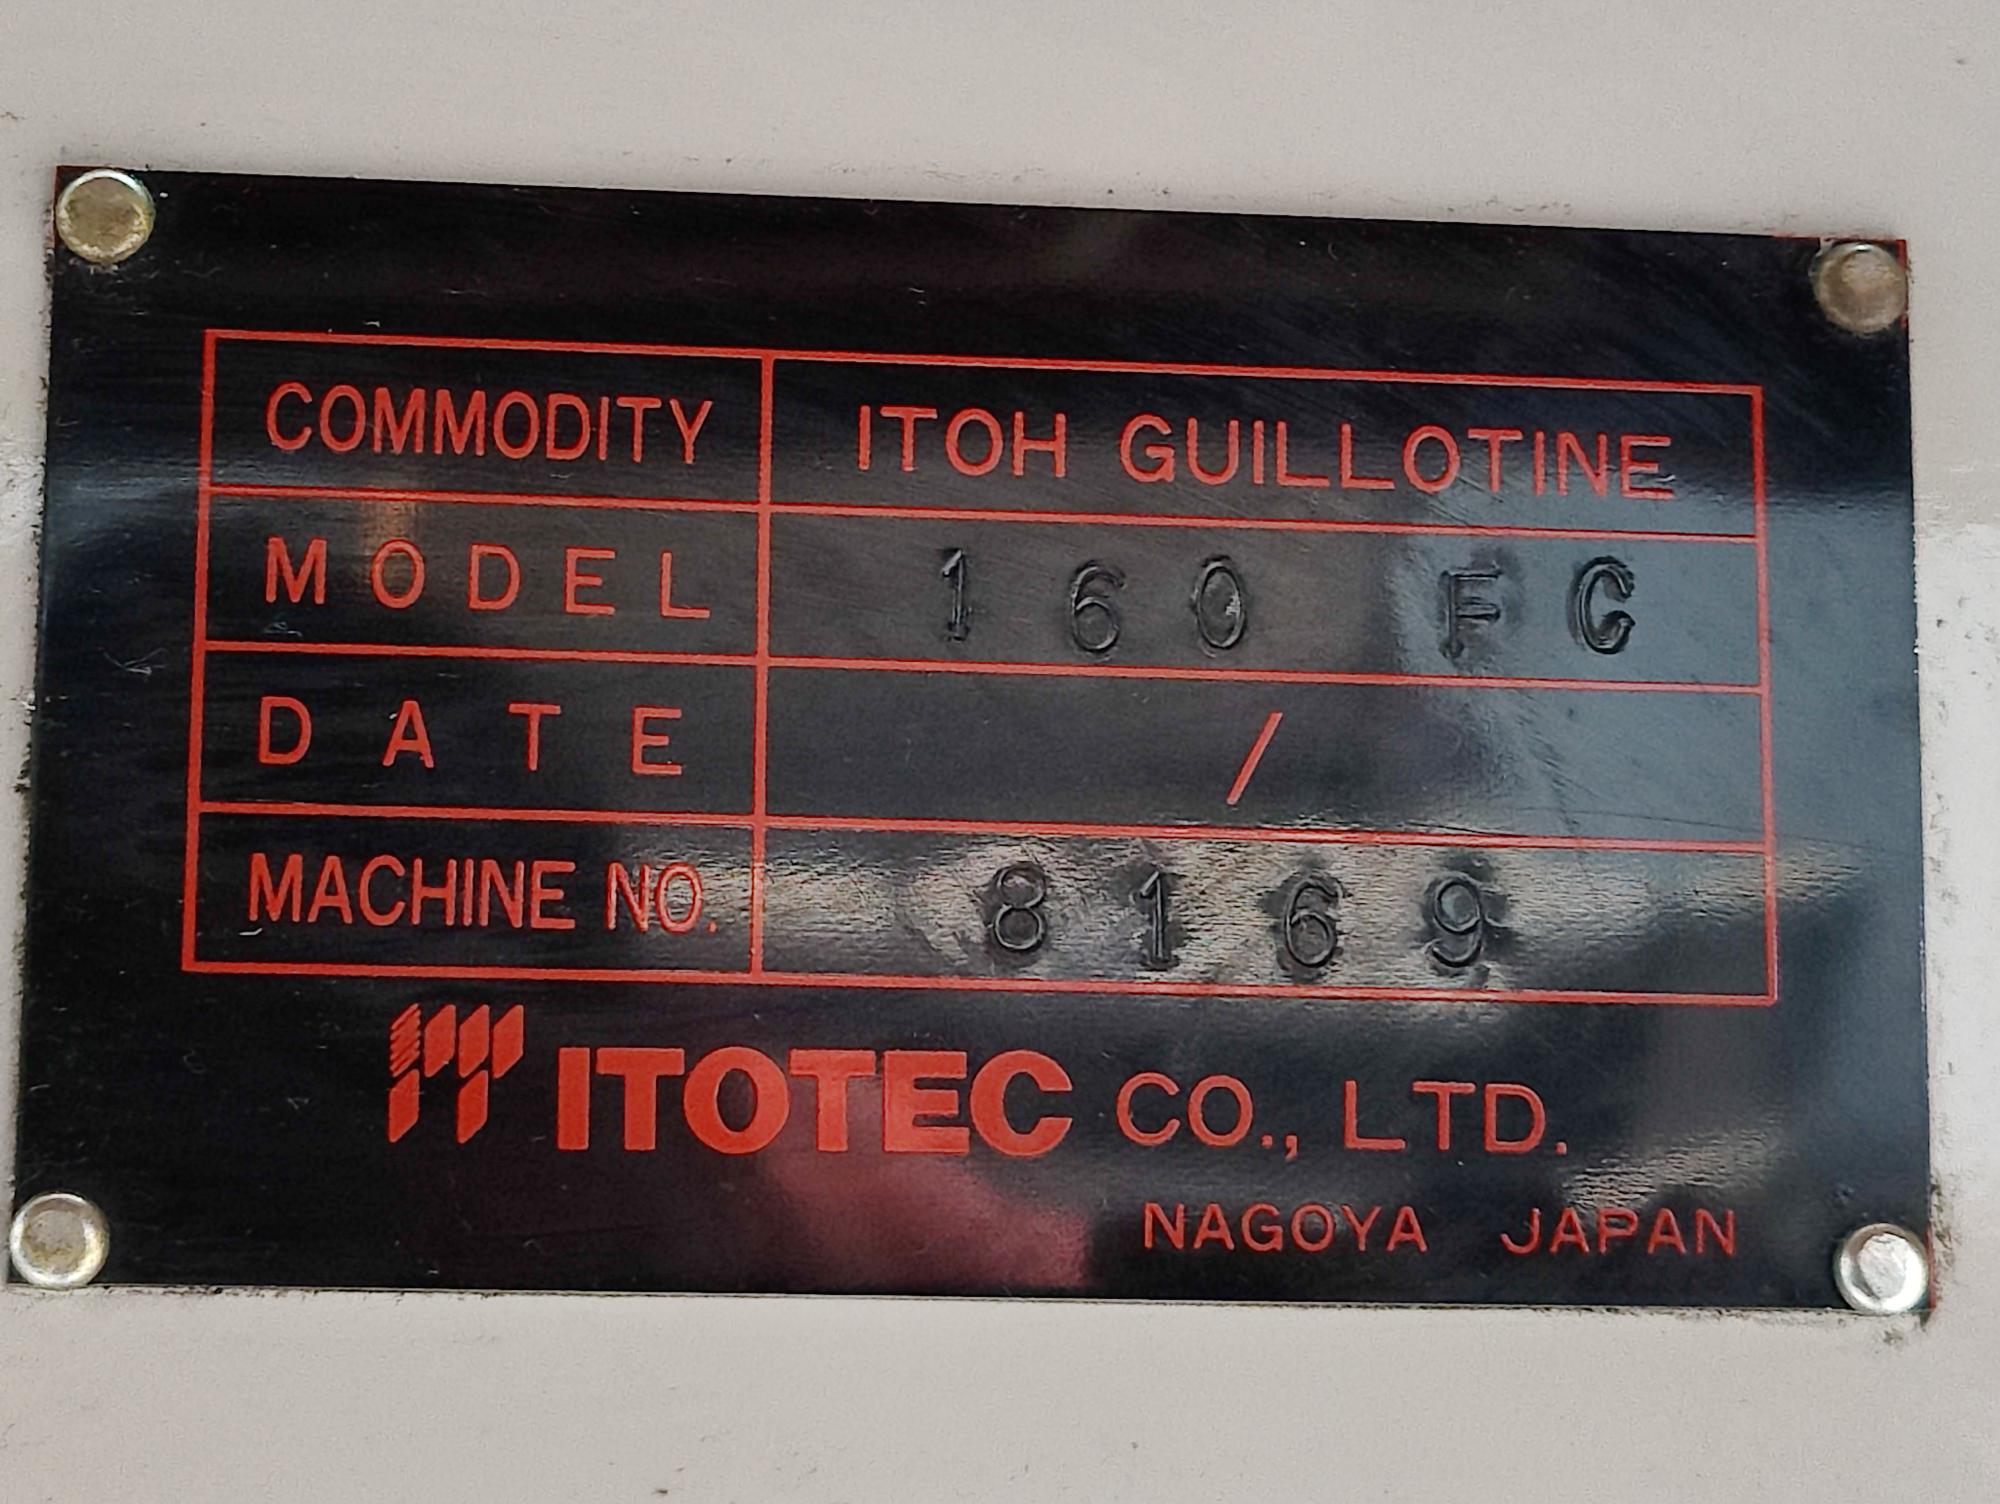 COMMODITY ITOH GUILLOTINE
MODEL 160 FC
DATE /
MACHINE NO. 8169
ITOTEC CO., LTD.
NAGOYA JAPAN